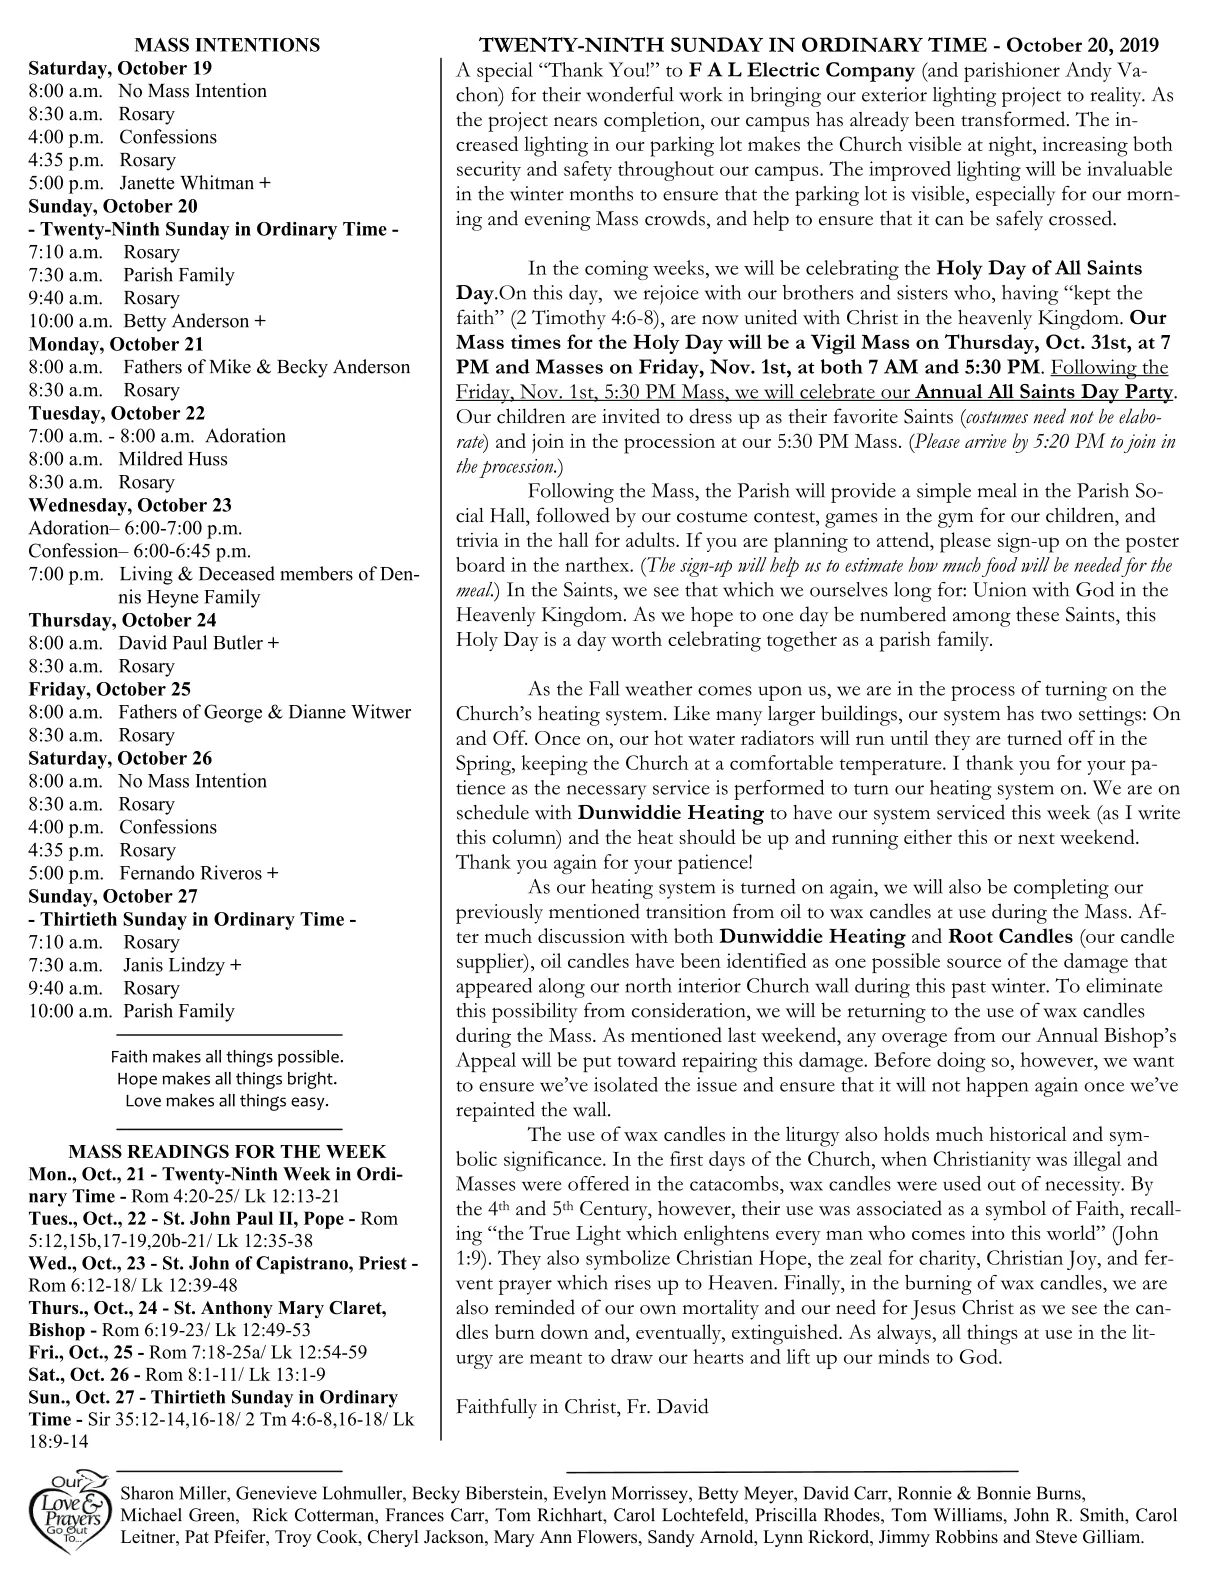 MASS INTENTIONS
Saturday, October 19
8:00 a.m. No Mass Intention
8:30 a.m. Rosary
4:00 p.m. Confessions
4:35 p.m. Rosary
5:00 p.m. Janette Whitman +
Sunday, October 20
- Twenty-Ninth Sunday in Ordinary Time -
7:10 a.m. Rosary
7:30 a.m. Parish Family
9:40 a.m. Rosary
10:00 a.m. Betty Anderson +
Monday, October 21
8:00 a.m. Fathers of Mike & Becky Anderson
8:30 a.m. Rosary
Tuesday, October 22
7:00 a.m. - 8:00 a.m. Adoration
8:00 a.m. Mildred Huss
8:30 a.m. Rosary
Wednesday, October 23
Adoration– 6:00-7:00 p.m.
Confession– 6:00-6:45 p.m.
7:00 p.m. Living & Deceased members of Den-
nis Heyne Family
Thursday, October 24
8:00 a.m. David Paul Butler +
8:30 a.m. Rosary
Friday, October 25
8:00 a.m. Fathers of George & Dianne Witwer
8:30 a.m. Rosary
Saturday, October 26
8:00 a.m. No Mass Intention
8:30 a.m. Rosary
4:00 p.m. Confessions
4:35 p.m. Rosary
5:00 p.m. Fernando Riveros +
Sunday, October 27
- Thirtieth Sunday in Ordinary Time -
7:10 a.m. Rosary
7:30 a.m. Janis Lindzy +
9:40 a.m. Rosary
10:00 a.m. Parish Family
Faith makes all things possible.
Hope makes all things bright.
Love makes all things easy.
MASS READINGS FOR THE WEEK
Mon., Oct., 21 - Twenty-Ninth Week in Ordi-
nary Time - Rom 4:20-25/ Lk 12:13-21
Tues., Oct., 22 - St. John Paul II, Pope - Rom
5:12,15b,17-19,20b-21/ Lk 12:35-38
Wed., Oct., 23 - St. John of Capistrano, Priest -
Rom 6:12-18/ Lk 12:39-48
Thurs., Oct., 24 - St. Anthony Mary Claret,
Bishop - Rom 6:19-23/ Lk 12:49-53
Fri., Oct., 25 - Rom 7:18-25a/ Lk 12:54-59
Sat., Oct. 26 - Rom 8:1-11/ Lk 13:1-9
Sun., Oct. 27 - Thirtieth Sunday in Ordinary
Time - Sir 35:12-14,16-18/ 2 Tm 4:6-8,16-18/ Lk
18:9-14
TWENTY-NINTH SUNDAY IN ORDINARY TIME - October 20, 2019
A special “Thank You!” to F A L Electric Company (and parishioner Andy Va-
chon) for their wonderful work in bringing our exterior lighting project to reality. As
the project nears completion, our campus has already been transformed. The in-
creased lighting in our parking lot makes the Church visible at night, increasing both
security and safety throughout our campus. The improved lighting will be invaluable
in the winter months to ensure that the parking lot is visible, especially for our morn-
ing and evening Mass crowds, and help to ensure that it can be safely crossed.
In the coming weeks, we will be celebrating the Holy Day of All Saints
Day.On this day, we rejoice with our brothers and sisters who, having “kept the
faith” (2 Timothy 4:6-8), are now united with Christ in the heavenly Kingdom. Our
Mass times for the Holy Day will be a Vigil Mass on Thursday, Oct. 31st, at 7
PM and Masses on Friday, Nov. 1st, at both 7 AM and 5:30 PM. Following the
Friday, Nov. 1st, 5:30 PM Mass, we will celebrate our Annual All Saints Day Party.
Our children are invited to dress up as their favorite Saints (costumes need not be elabo-
rate) and join in the procession at our 5:30 PM Mass. (Please arrive by 5:20 PM to join in
the procession.)
Following the Mass, the Parish will provide a simple meal in the Parish So-
cial Hall, followed by our costume contest, games in the gym for our children, and
trivia in the hall for adults. If you are planning to attend, please sign-up on the poster
board in the narthex. (The sign-up will help us to estimate how much food will be needed for the
meal.) In the Saints, we see that which we ourselves long for: Union with God in the
Heavenly Kingdom. As we hope to one day be numbered among these Saints, this
Holy Day is a day worth celebrating together as a parish family.
As the Fall weather comes upon us, we are in the process of turning on the
Church’s heating system. Like many larger buildings, our system has two settings: On
and Off. Once on, our hot water radiators will run until they are turned off in the
Spring, keeping the Church at a comfortable temperature. I thank you for your pa-
tience as the necessary service is performed to turn our heating system on. We are on
schedule with Dunwiddie Heating to have our system serviced this week (as I write
this column) and the heat should be up and running either this or next weekend.
Thank you again for your patience!
As our heating system is turned on again, we will also be completing our
previously mentioned transition from oil to wax candles at use during the Mass. Af-
ter much discussion with both Dunwiddie Heating and Root Candles (our candle
supplier), oil candles have been identified as one possible source of the damage that
appeared along our north interior Church wall during this past winter. To eliminate
this possibility from consideration, we will be returning to the use of wax candles
during the Mass. As mentioned last weekend, any overage from our Annual Bishop’s
Appeal will be put toward repairing this damage. Before doing so, however, we want
to ensure we’ve isolated the issue and ensure that it will not happen again once we’ve
repainted the wall.
The use of wax candles in the liturgy also holds much historical and sym-
bolic significance. In the first days of the Church, when Christianity was illegal and
Masses were offered in the catacombs, wax candles were used out of necessity. By
the 4th and 5th Century, however, their use was associated as a symbol of Faith, recall-
ing “the True Light which enlightens every man who comes into this world” (John
1:9). They also symbolize Christian Hope, the zeal for charity, Christian Joy, and fer-
vent prayer which rises up to Heaven. Finally, in the burning of wax candles, we are
also reminded of our own mortality and our need for Jesus Christ as we see the can-
dles burn down and, eventually, extinguished. As always, all things at use in the lit-
urgy are meant to draw our hearts and lift up our minds to God.
Faithfully in Christ, Fr. David
Our
Love &
Prayers
Go Out
To...
Sharon Miller, Genevieve Lohmuller, Becky Biberstein, Evelyn Morrissey, Betty Meyer, David Carr, Ronnie & Bonnie Burns,
Michael Green, Rick Cotterman, Frances Carr, Tom Richhart, Carol Lochtefeld, Priscilla Rhodes, Tom Williams, John R. Smith, Carol
Leitner, Pat Pfeifer, Troy Cook, Cheryl Jackson, Mary Ann Flowers, Sandy Arnold, Lynn Rickord, Jimmy Robbins and Steve Gilliam.